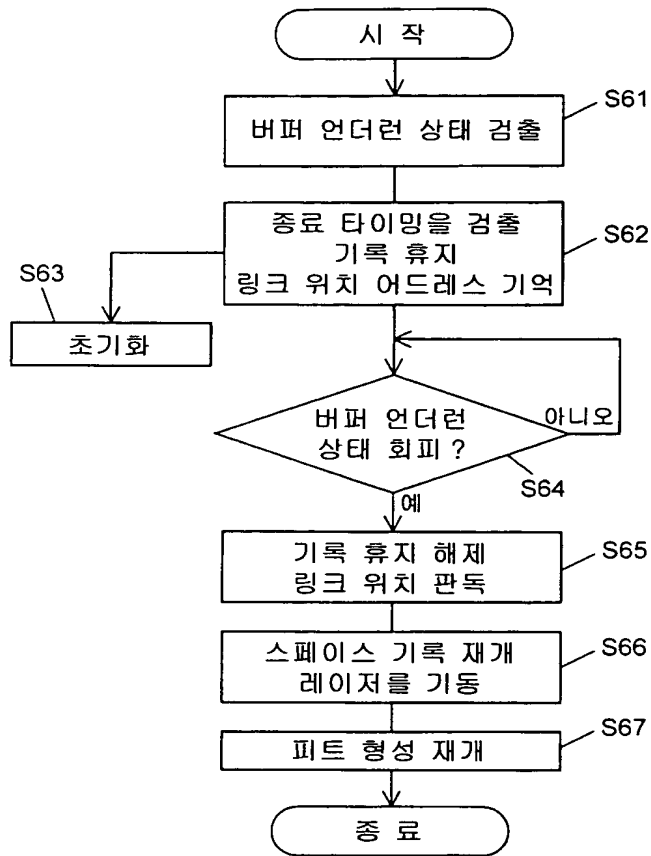 시 작
버퍼 언더런 상태 검출
S61
종료 타이밍을 검출
기록 휴지
링크 위치 어드레스 기억
S62
S63
초기화
버퍼 언더런
상태 회피 ?
아니오
S64
예
기록 휴지 해제
링크 위치 판독
S65
스페이스 기록 재개
레이저를 기동
S66
피트 형성 재개
S67
종 료